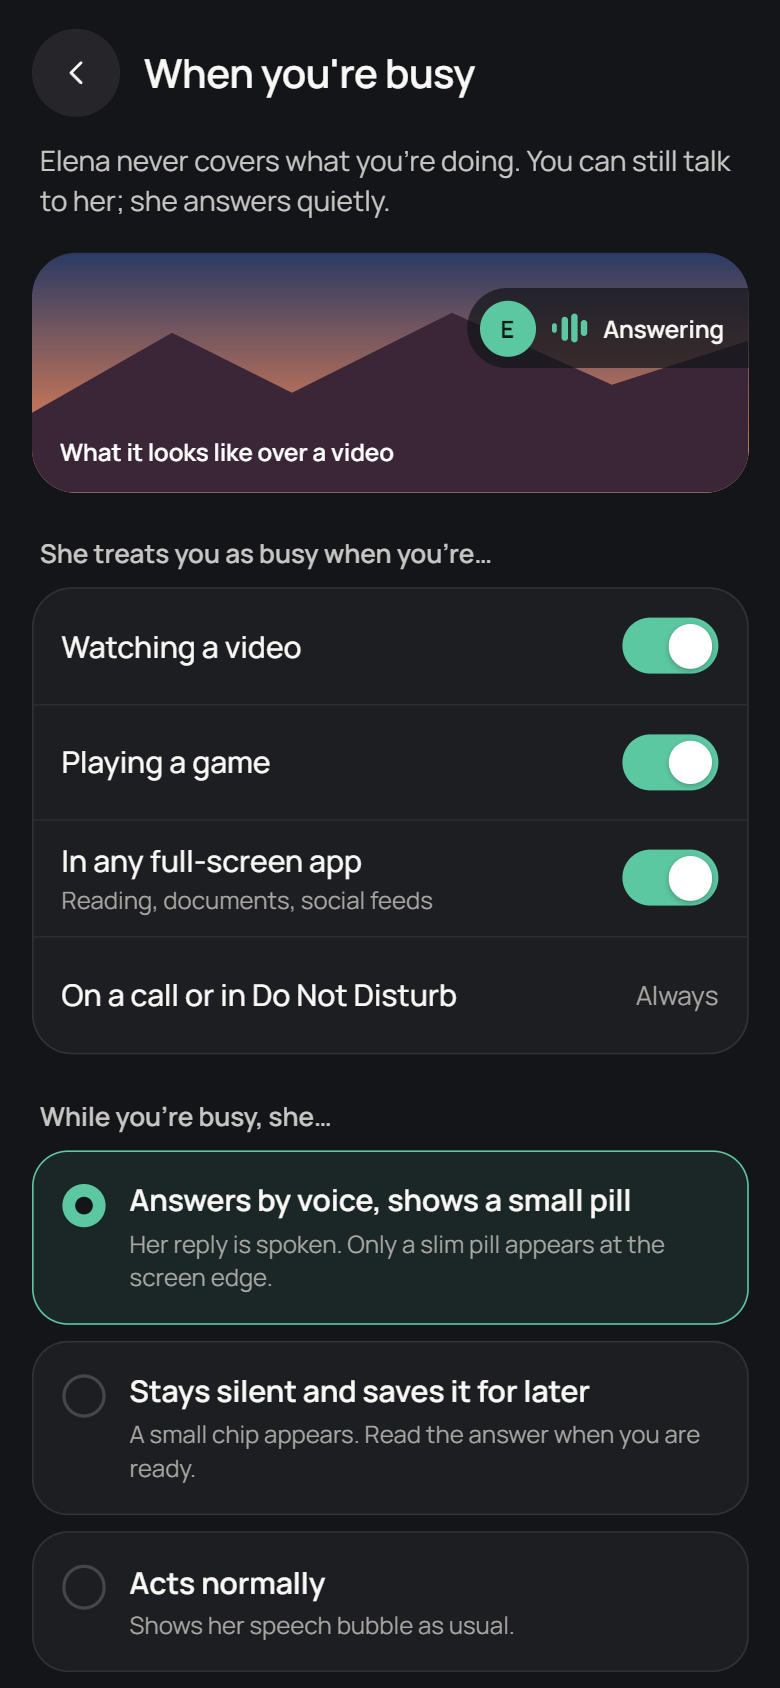 When you're busy
Elena never covers what you’re doing. You can still talk
to her; she answers quietly.
E
Answering
What it looks like over a video
She treats you as busy when you’re…
Watching a video
Playing a game
In any full-screen app
Reading, documents, social feeds
On a call or in Do Not Disturb
Always
While you’re busy, she…
Answers by voice, shows a small pill
Her reply is spoken. Only a slim pill appears at the
screen edge.
Stays silent and saves it for later
A small chip appears. Read the answer when you are
ready.
Acts normally
Shows her speech bubble as usual.